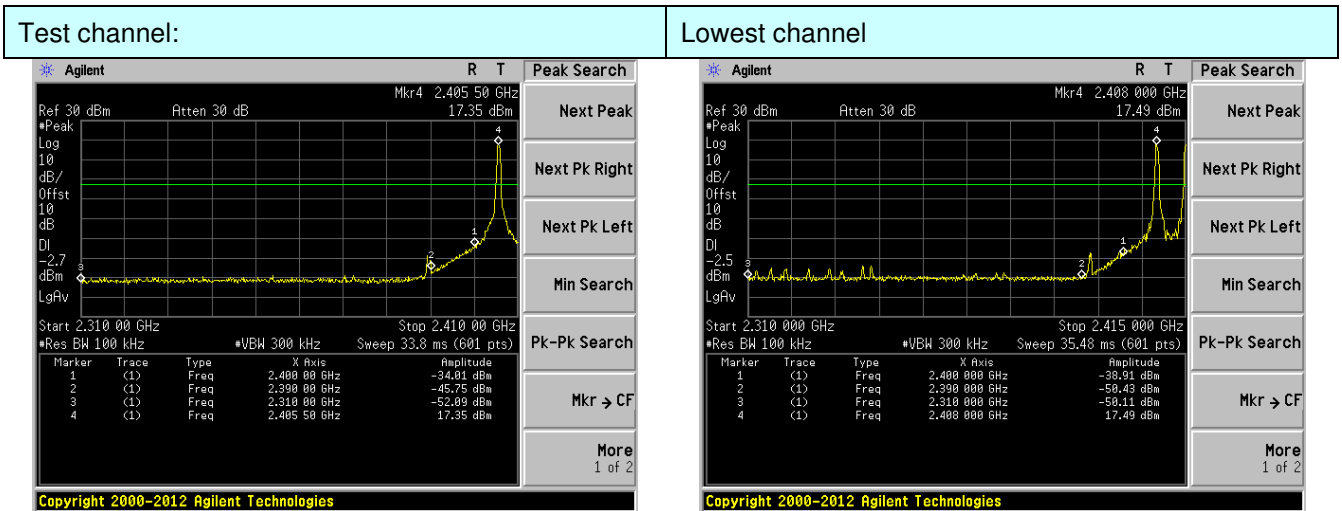 Test channel:
Lowest channel
Agilent R T Peak Search
Mkr4 2.405 50 GHz
Ref 30 dBm Atten 30 dB 17.35 dBm
#Peak
Log
10
dB/
Offst
10
dB
DI
-2.7
dBm
LgAv
4
1
2
3
Start 2.310 00 GHz Stop 2.410 00 GHz
#Res BW 100 kHz #VBW 300 kHz Sweep 33.8 ms (601 pts)
Marker Trace Type X Axis Amplitude
1 (1) Freq 2.400 00 GHz -34.01 dBm
2 (1) Freq 2.390 00 GHz -45.75 dBm
3 (1) Freq 2.310 00 GHz -52.09 dBm
4 (1) Freq 2.405 50 GHz 17.35 dBm
Next Peak
Next Pk Right
Next Pk Left
Min Search
Pk-Pk Search
Mkr → CF
More
1 of 2
Copyright 2000-2012 Agilent Technologies
Agilent R T Peak Search
Mkr4 2.408 000 GHz
Ref 30 dBm Atten 30 dB 17.49 dBm
#Peak
Log
10
dB/
Offst
10
dB
DI
-2.5
dBm
LgAv
4
1
2
3
Start 2.310 000 GHz Stop 2.415 000 GHz
#Res BW 100 kHz #VBW 300 kHz Sweep 35.48 ms (601 pts)
Marker Trace Type X Axis Amplitude
1 (1) Freq 2.400 000 GHz -38.91 dBm
2 (1) Freq 2.390 000 GHz -50.43 dBm
3 (1) Freq 2.310 000 GHz -50.11 dBm
4 (1) Freq 2.408 000 GHz 17.49 dBm
Next Peak
Next Pk Right
Next Pk Left
Min Search
Pk-Pk Search
Mkr → CF
More
1 of 2
Copyright 2000-2012 Agilent Technologies